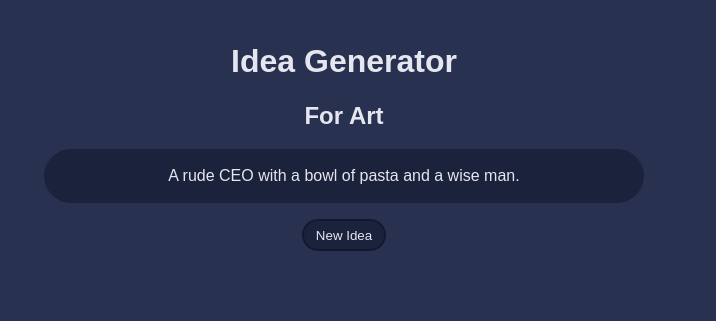 Idea Generator
For Art
A rude CEO with a bowl of pasta and a wise man.
New Idea